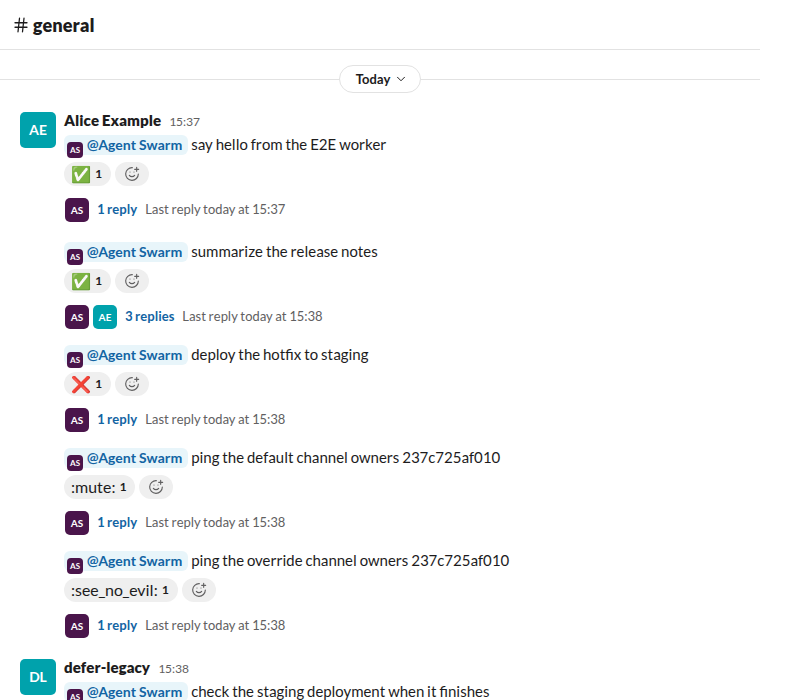 # general
Today
AE Alice Example 15:37
AS @Agent Swarm say hello from the E2E worker
✅ 1
AS 1 reply Last reply today at 15:37
AS @Agent Swarm summarize the release notes
✅ 1
AS AE 3 replies Last reply today at 15:38
AS @Agent Swarm deploy the hotfix to staging
❌ 1
AS 1 reply Last reply today at 15:38
AS @Agent Swarm ping the default channel owners 237c725af010
:mute: 1
AS 1 reply Last reply today at 15:38
AS @Agent Swarm ping the override channel owners 237c725af010
:see_no_evil: 1
AS 1 reply Last reply today at 15:38
DL defer-legacy 15:38
AS @Agent Swarm check the staging deployment when it finishes